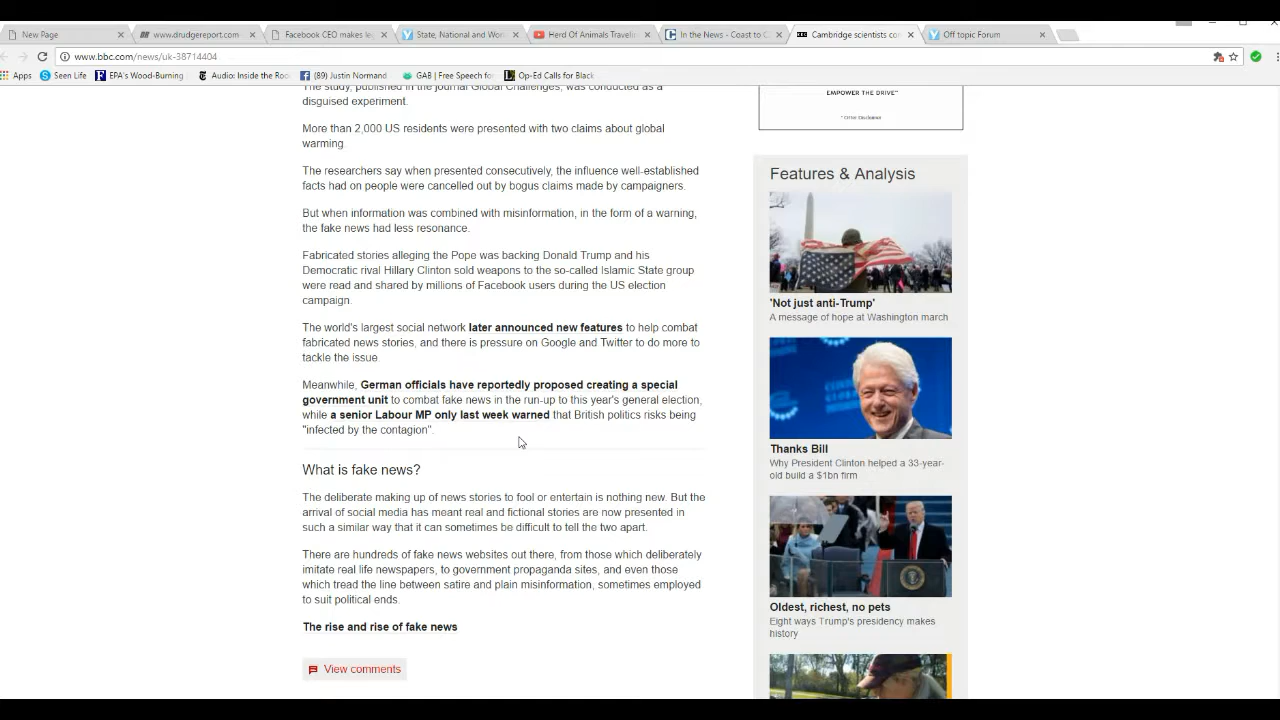 New Page
www.drudgereport.com
Facebook CEO makes le
State, National and Worl
Herd Of Animals Travelin
In the News - Coast to C
Cambridge scientists con
Off topic Forum
www.bbc.com/news/uk-38714404
Apps
Seen Life
EPA's Wood-Burning
Audio: Inside the Roo
(89) Justin Normand
GAB | Free Speech for
Op-Ed Calls for Black
The study, published in the journal Global Challenges, was conducted as a
disguised experiment.
More than 2,000 US residents were presented with two claims about global
warming.
The researchers say when presented consecutively, the influence well-established
facts had on people were cancelled out by bogus claims made by campaigners.
But when information was combined with misinformation, in the form of a warning,
the fake news had less resonance.
Fabricated stories alleging the Pope was backing Donald Trump and his
Democratic rival Hillary Clinton sold weapons to the so-called Islamic State group
were read and shared by millions of Facebook users during the US election
campaign.
The world's largest social network later announced new features to help combat
fabricated news stories, and there is pressure on Google and Twitter to do more to
tackle the issue.
Meanwhile, German officials have reportedly proposed creating a special
government unit to combat fake news in the run-up to this year's general election,
while a senior Labour MP only last week warned that British politics risks being
"infected by the contagion".
What is fake news?
The deliberate making up of news stories to fool or entertain is nothing new. But the
arrival of social media has meant real and fictional stories are now presented in
such a similar way that it can sometimes be difficult to tell the two apart.
There are hundreds of fake news websites out there, from those which deliberately
imitate real life newspapers, to government propaganda sites, and even those
which tread the line between satire and plain misinformation, sometimes employed
to suit political ends.
The rise and rise of fake news
View comments
EMPOWER THE DRIVE™
Features & Analysis
'Not just anti-Trump'
A message of hope at Washington march
Thanks Bill
Why President Clinton helped a 33-year-
old build a $1bn firm
Oldest, richest, no pets
Eight ways Trump's presidency makes
history